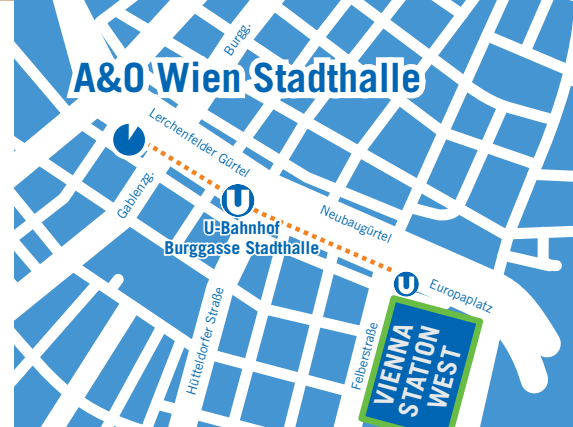 Burgg.
A&O Wien Stadthalle
Lerchenfelder Gürtel
Gablenzg.
U
U-Bahnhof
Burggasse Stadthalle
Neubaugürtel
U
Europaplatz
Hütteldorfer Straße
Felberstraße
VIENNA
STATION
WEST